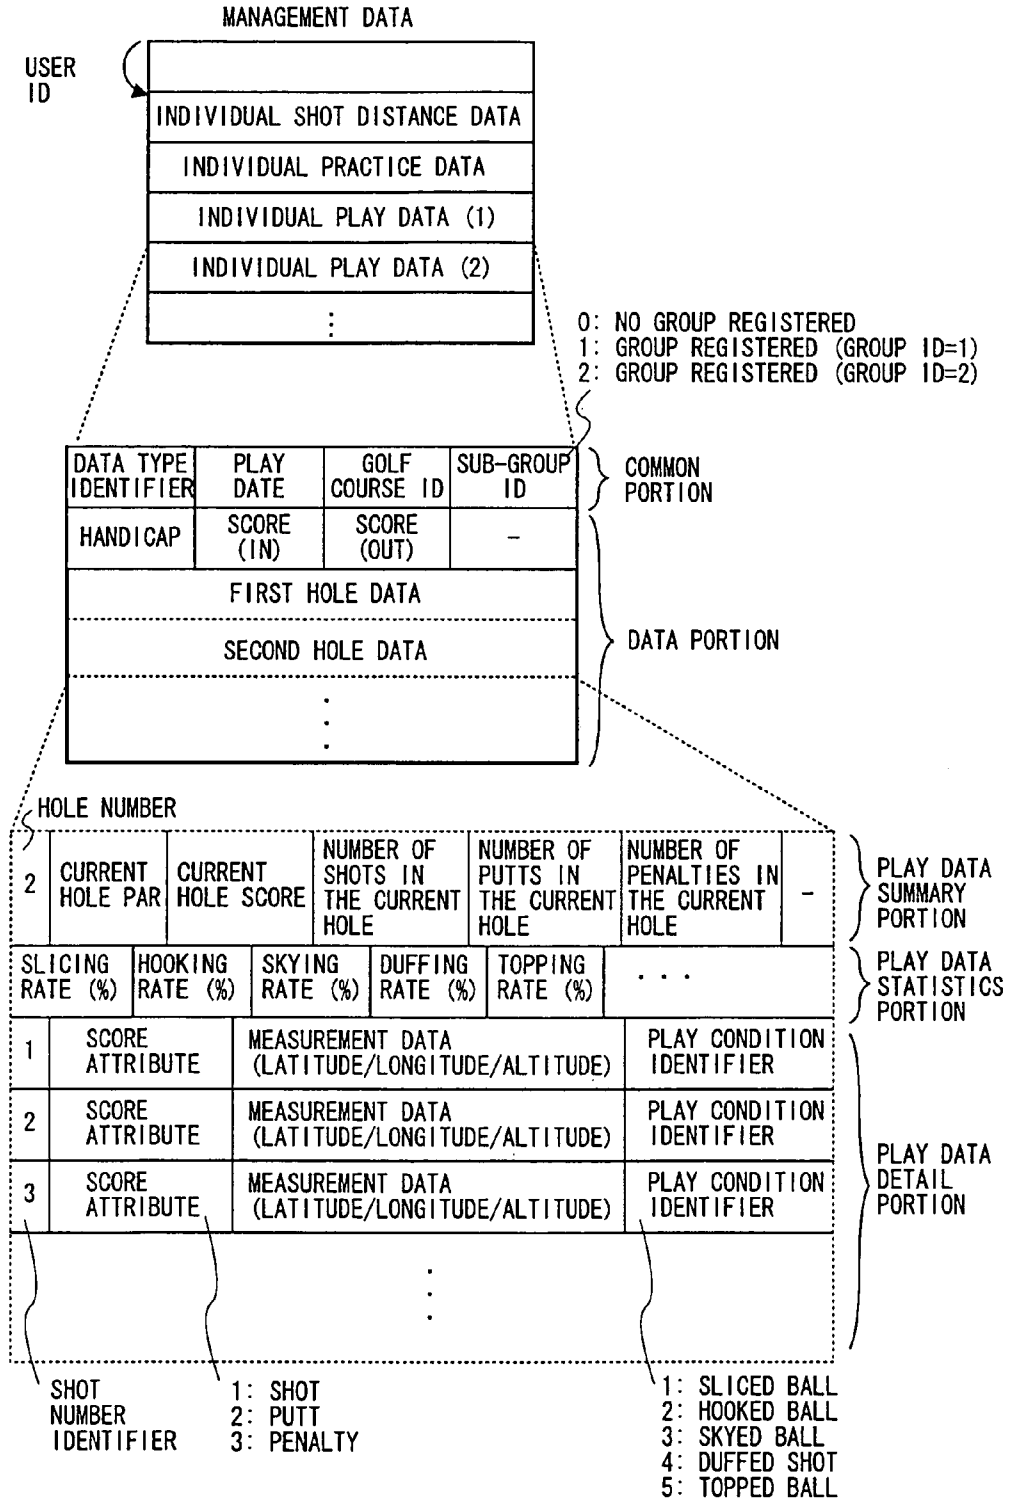 MANAGEMENT DATA
USER
ID
INDIVIDUAL SHOT DISTANCE DATA
INDIVIDUAL PRACTICE DATA
INDIVIDUAL PLAY DATA (1)
INDIVIDUAL PLAY DATA (2)
0: NO GROUP REGISTERED
1: GROUP REGISTERED (GROUP ID=1)
2: GROUP REGISTERED (GROUP ID=2)
DATA TYPE
IDENTIFIER
PLAY
DATE
GOLF
COURSE ID
SUB-GROUP
ID
COMMON
PORTION
HANDICAP
SCORE
(IN)
SCORE
(OUT)
–
FIRST HOLE DATA
SECOND HOLE DATA
DATA PORTION
HOLE NUMBER
2
CURRENT
HOLE PAR
CURRENT
HOLE SCORE
NUMBER OF
SHOTS IN
THE CURRENT
HOLE
NUMBER OF
PUTTS IN
THE CURRENT
HOLE
NUMBER OF
PENALTIES IN
THE CURRENT
HOLE
–
PLAY DATA
SUMMARY
PORTION
SLICING
RATE (%)
HOOKING
RATE (%)
SKYING
RATE (%)
DUFFING
RATE (%)
TOPPING
RATE (%)
. . .
PLAY DATA
STATISTICS
PORTION
1
SCORE
ATTRIBUTE
MEASUREMENT DATA
(LATITUDE/LONGITUDE/ALTITUDE)
PLAY CONDITION
IDENTIFIER
2
SCORE
ATTRIBUTE
MEASUREMENT DATA
(LATITUDE/LONGITUDE/ALTITUDE)
PLAY CONDITION
IDENTIFIER
3
SCORE
ATTRIBUTE
MEASUREMENT DATA
(LATITUDE/LONGITUDE/ALTITUDE)
PLAY CONDITION
IDENTIFIER
PLAY DATA
DETAIL
PORTION
SHOT
NUMBER
IDENTIFIER
1: SHOT
2: PUTT
3: PENALTY
1: SLICED BALL
2: HOOKED BALL
3: SKYED BALL
4: DUFFED SHOT
5: TOPPED BALL